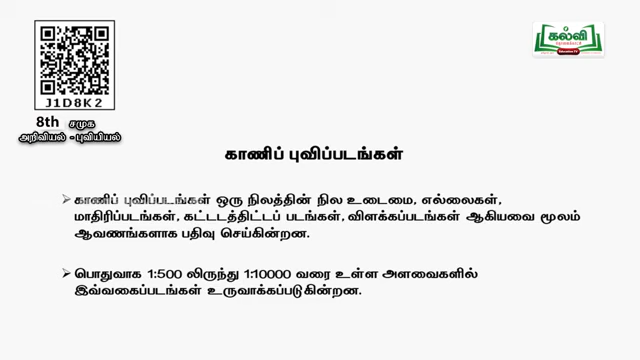 J1D8K2
கல்வி
8th சமூக
அறிவியல் - புவியியல்
காணிப் புவிப்படங்கள்
காணிப் புவிப்படங்கள் ஒரு நிலத்தின் நில உடைமை, எல்லைகள்,
மாதிரிப்படங்கள், கட்டடத்திட்டப் படங்கள், விளக்கப்படங்கள் ஆகியவை மூலம்
ஆவணங்களாக பதிவு செய்கின்றன.
பொதுவாக 1:500 லிருந்து 1:10000 வரை உள்ள அளவைகளில்
இவ்வகைப்படங்கள் உருவாக்கப்படுகின்றன.